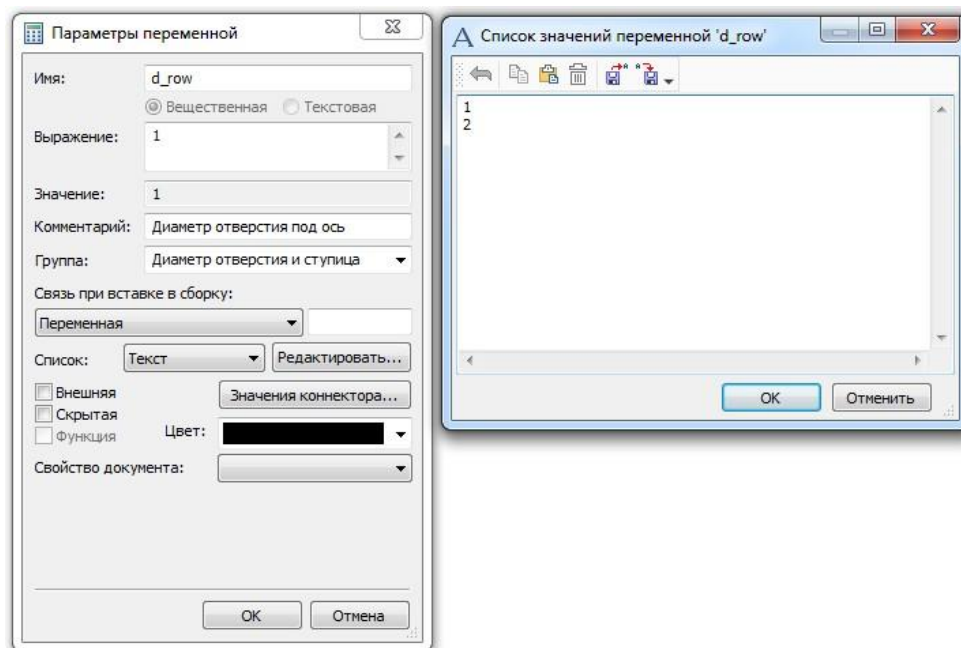 Параметры переменной
Имя: d_row
Вещественная Текстовая
Выражение: 1
Значение: 1
Комментарий: Диаметр отверстия под ось
Группа: Диаметр отверстия и ступица
Связь при вставке в сборку:
Переменная
Список: Текст Редактировать...
Внешняя Значения коннектора...
Скрытая
Функция Цвет:
Свойство документа:
ОК Отмена
Список значений переменной 'd_row'
1
2
ОК Отменить